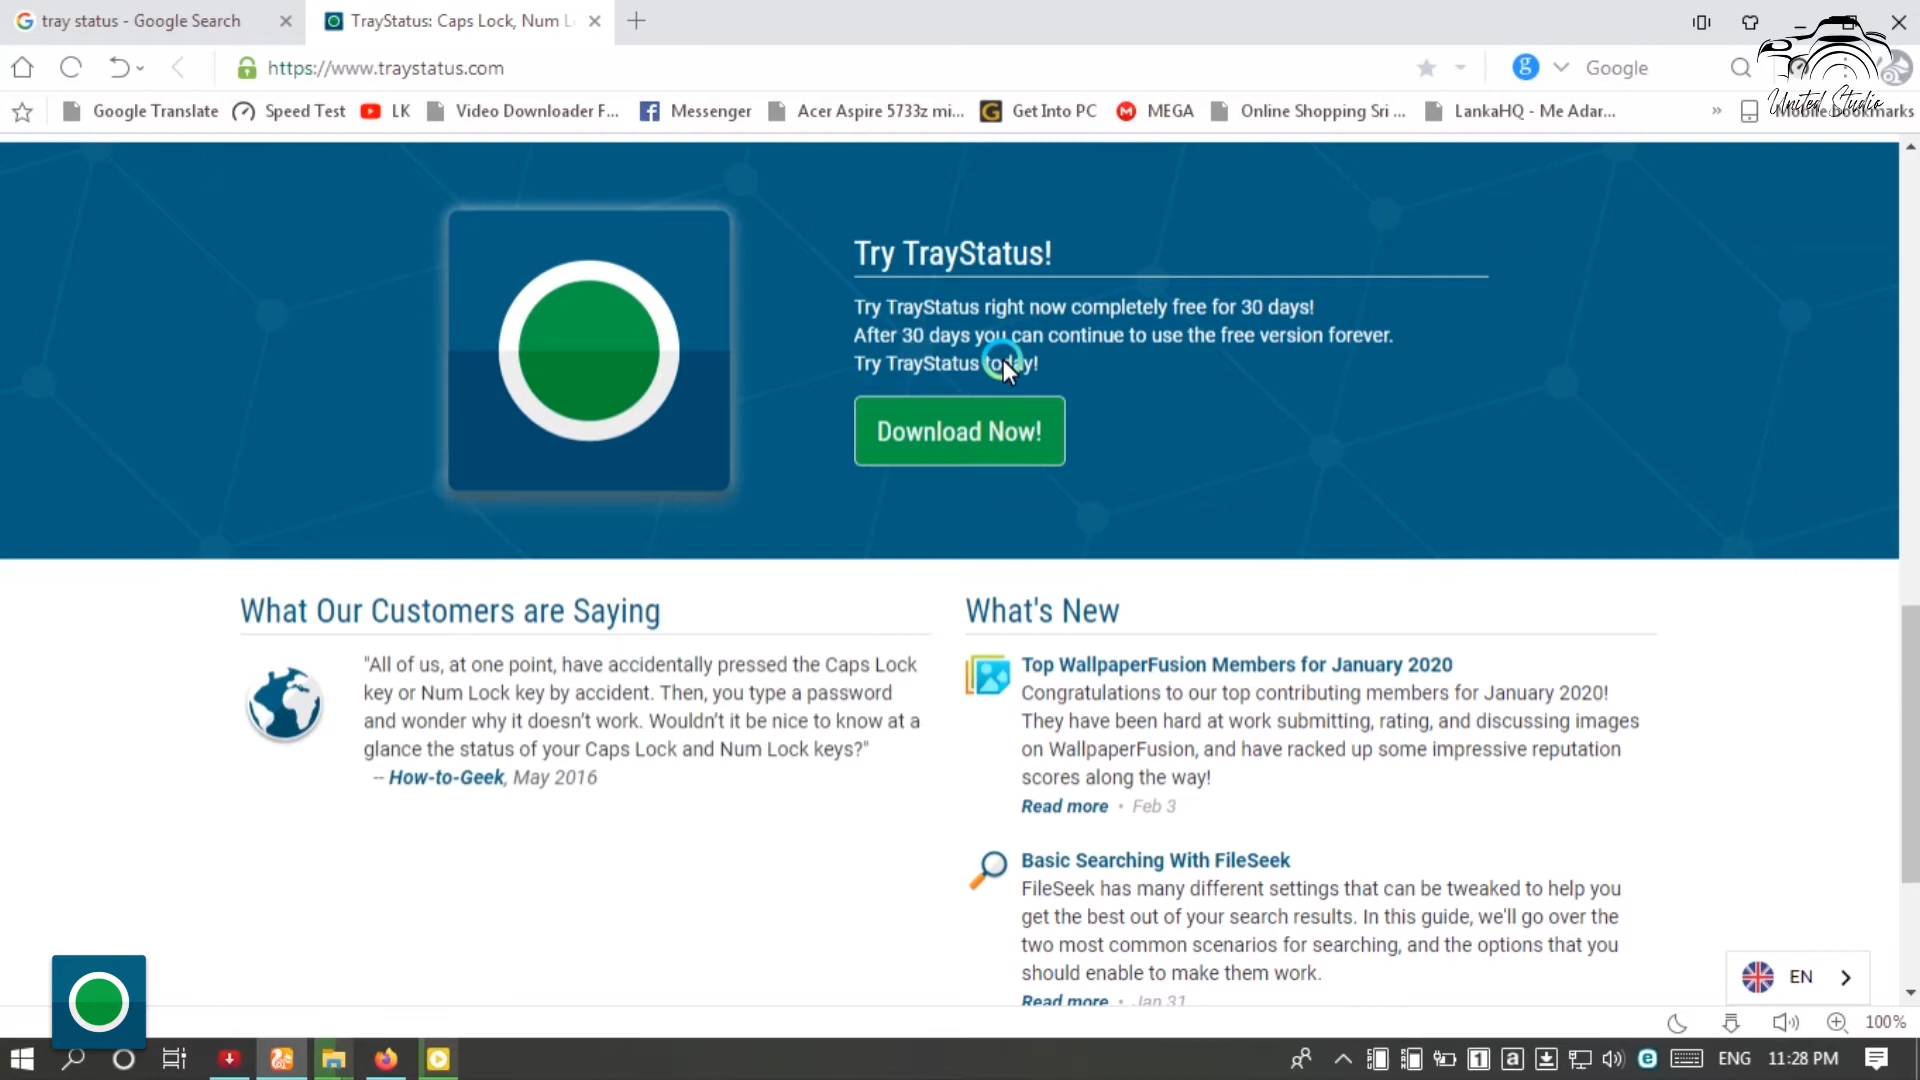 tray status - Google Search
TrayStatus: Caps Lock, Num L
https://www.traystatus.com
Google
Google Translate
Speed Test
LK
Video Downloader F...
Messenger
Acer Aspire 5733z mi...
Get Into PC
MEGA
Online Shopping Sri ...
LankaHQ - Me Adar...
Mobile bookmarks
United Studio
Try TrayStatus!
Try TrayStatus right now completely free for 30 days!
After 30 days you can continue to use the free version forever.
Try TrayStatus today!
Download Now!
What Our Customers are Saying
"All of us, at one point, have accidentally pressed the Caps Lock
key or Num Lock key by accident. Then, you type a password
and wonder why it doesn't work. Wouldn't it be nice to know at a
glance the status of your Caps Lock and Num Lock keys?"
-- How-to-Geek, May 2016
What's New
Top WallpaperFusion Members for January 2020
Congratulations to our top contributing members for January 2020!
They have been hard at work submitting, rating, and discussing images
on WallpaperFusion, and have racked up some impressive reputation
scores along the way!
Read more • Feb 3
Basic Searching With FileSeek
FileSeek has many different settings that can be tweaked to help you
get the best out of your search results. In this guide, we'll go over the
two most common scenarios for searching, and the options that you
should enable to make them work.
Read more • Jan 31
EN
100%
1
a
ENG
11:28 PM